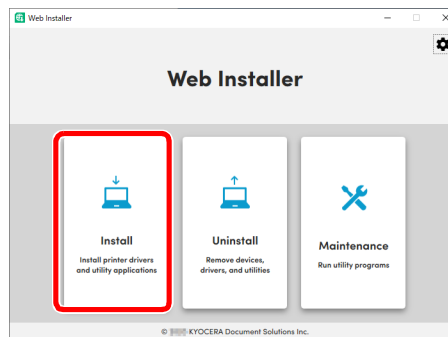 Web Installer
Web Installer
Install
Install printer drivers
and utility applications
Uninstall
Remove devices,
drivers, and utilities
Maintenance
Run utility programs
© KYOCERA Document Solutions Inc.